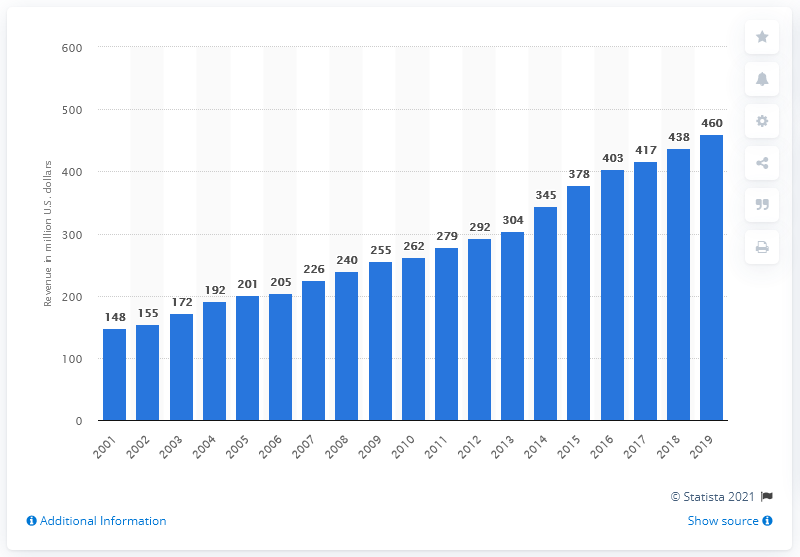 600
500
400
300
200
100
0
Revenue in million U.S. dollars
148 155 172 192 201 205 226 240 255 262 279 292 304 345 378 403 417 438 460
2001 2002 2003 2004 2005 2006 2007 2008 2009 2010 2011 2012 2013 2014 2015 2016 2017 2018 2019
© Statista 2021
Additional Information
Show source